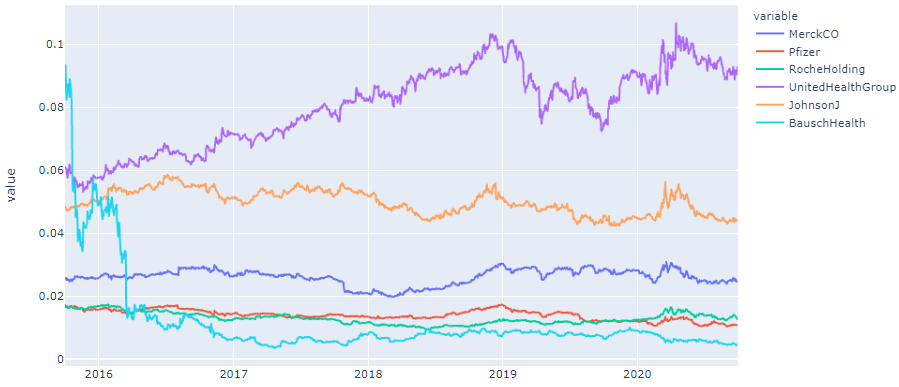 variable
MerckCO
Pfizer
RocheHolding
UnitedHealthGroup
JohnsonJ
BauschHealth
value
0.1
0.08
0.06
0.04
0.02
0
2016
2017
2018
2019
2020